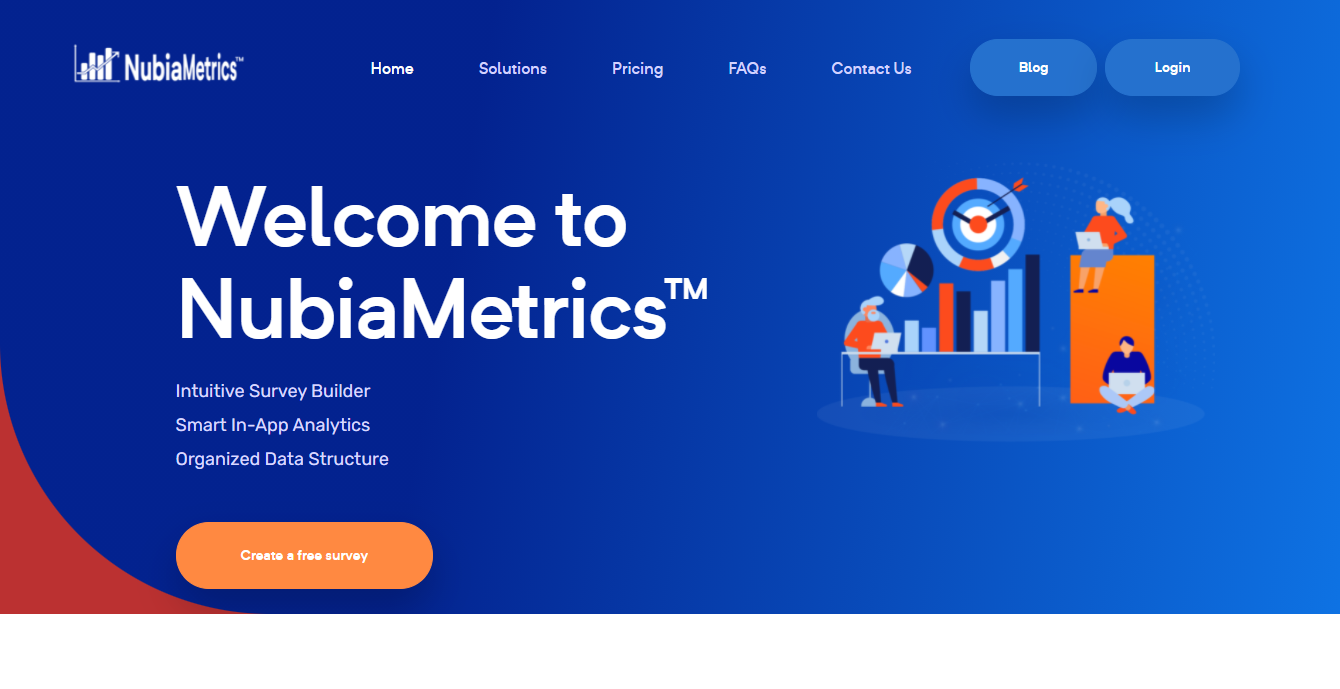 NubiaMetrics™
Home Solutions Pricing FAQs Contact Us Blog Login
Welcome to
NubiaMetrics™
Intuitive Survey Builder
Smart In-App Analytics
Organized Data Structure
Create a free survey